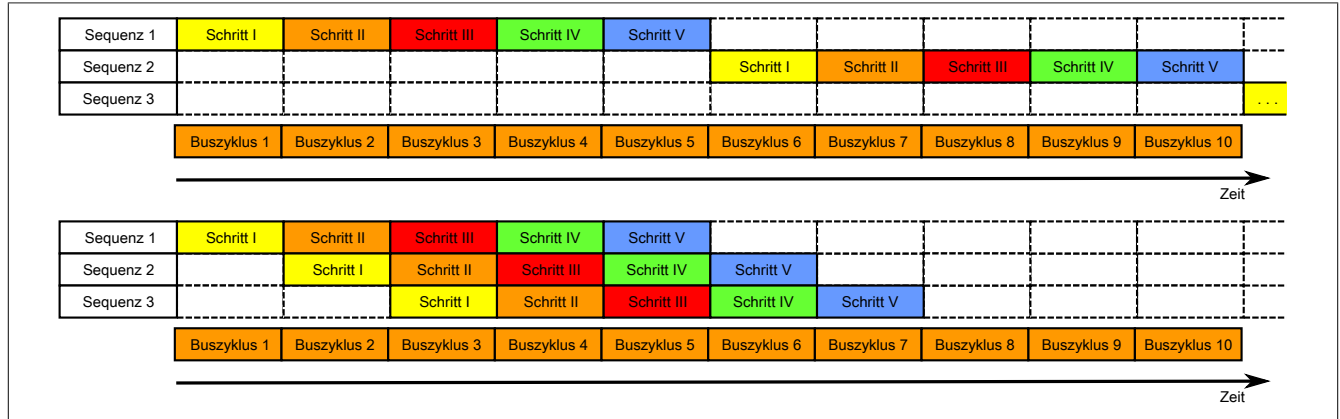 Sequenz 1 Schritt I Schritt II Schritt III Schritt IV Schritt V
Sequenz 2 Schritt I Schritt II Schritt III Schritt IV Schritt V
Sequenz 3 . . .
Buszyklus 1 Buszyklus 2 Buszyklus 3 Buszyklus 4 Buszyklus 5 Buszyklus 6 Buszyklus 7 Buszyklus 8 Buszyklus 9 Buszyklus 10
Zeit
Sequenz 1 Schritt I Schritt II Schritt III Schritt IV Schritt V
Sequenz 2 Schritt I Schritt II Schritt III Schritt IV Schritt V
Sequenz 3 Schritt I Schritt II Schritt III Schritt IV Schritt V
Buszyklus 1 Buszyklus 2 Buszyklus 3 Buszyklus 4 Buszyklus 5 Buszyklus 6 Buszyklus 7 Buszyklus 8 Buszyklus 9 Buszyklus 10
Zeit